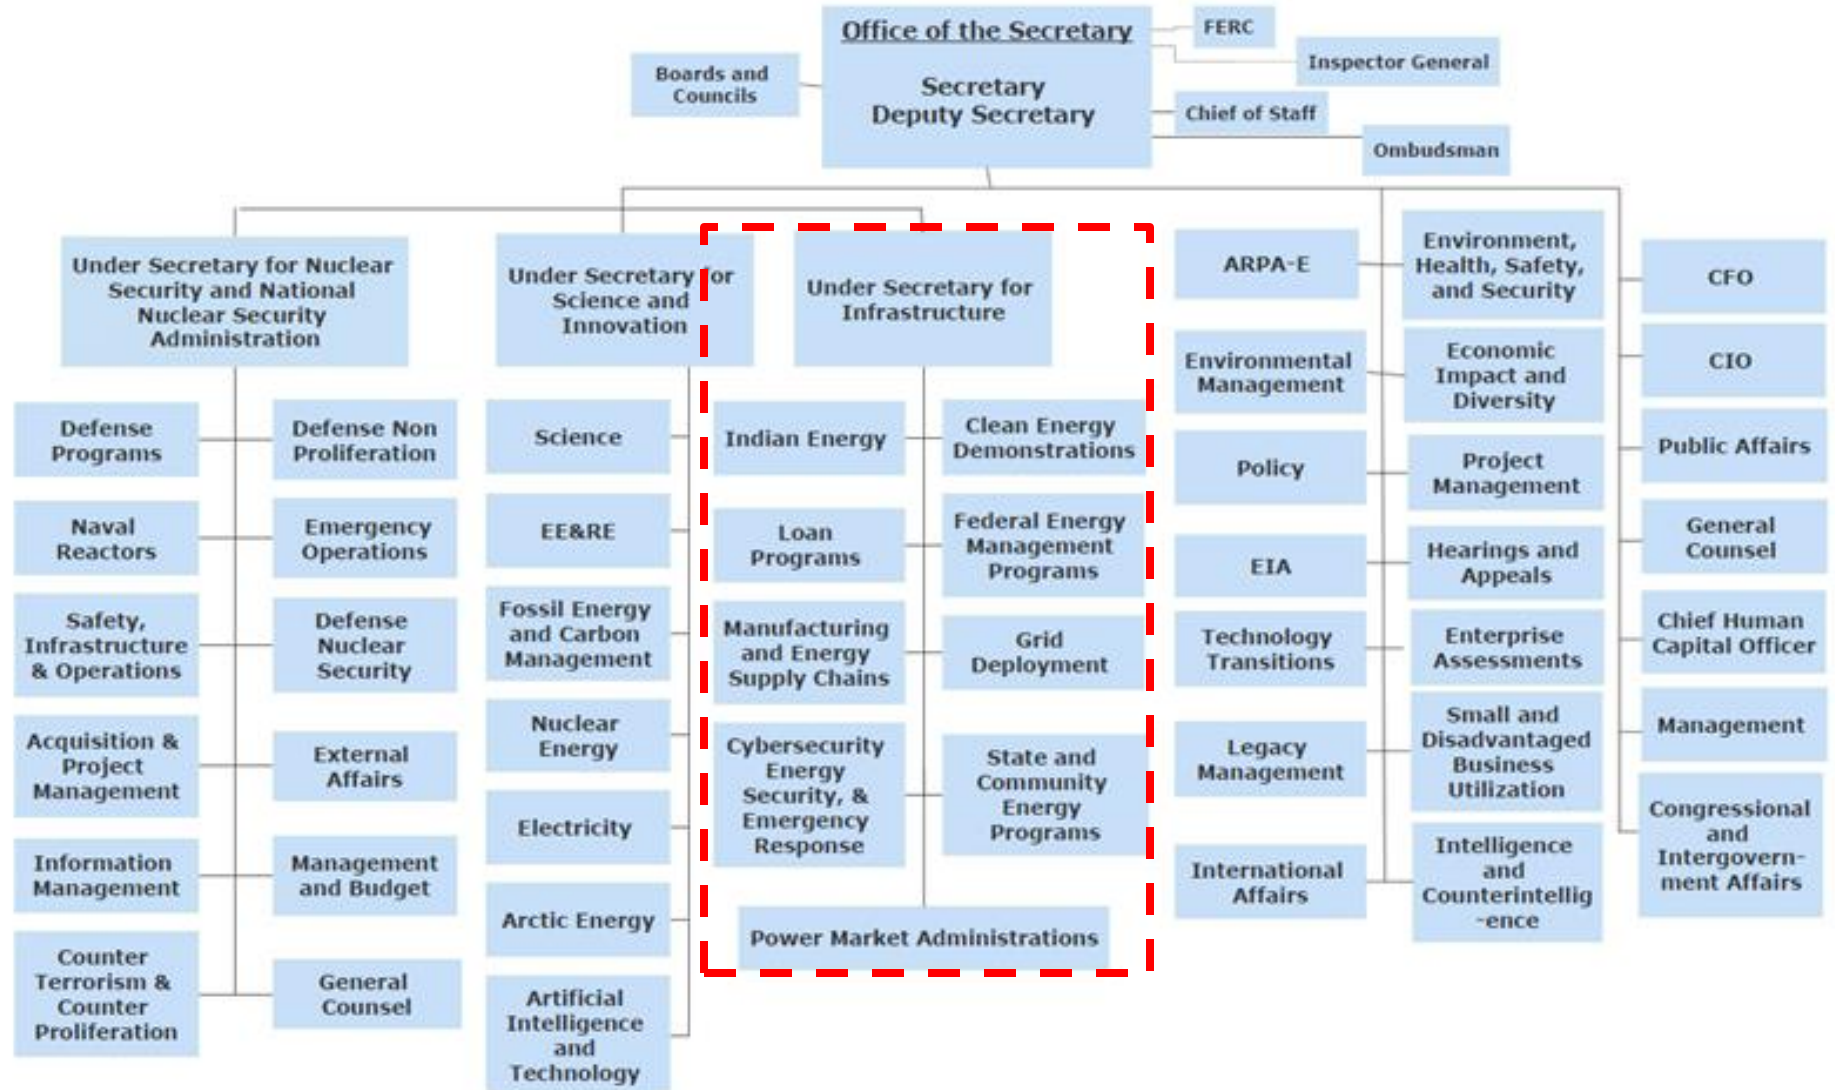 Office of the Secretary
Secretary
Deputy Secretary
FERC
Inspector General
Boards and
Councils
Chief of Staff
Ombudsman
Under Secretary for Nuclear
Security and National
Nuclear Security
Administration
Defense
Programs
Defense Non
Proliferation
Naval
Reactors
Emergency
Operations
Safety,
Infrastructure
& Operations
Defense
Nuclear
Security
Acquisition &
Project
Management
External
Affairs
Information
Management
Management
and Budget
Counter
Terrorism &
Counter
Proliferation
General
Counsel
Under Secretary for
Science and
Innovation
Science
EE&RE
Fossil Energy
and Carbon
Management
Nuclear
Energy
Electricity
Arctic Energy
Artificial
Intelligence
and
Technology
Under Secretary for
Infrastructure
Indian Energy
Clean Energy
Demonstrations
Loan
Programs
Federal Energy
Management
Programs
Manufacturing
and Energy
Supply Chains
Grid
Deployment
Cybersecurity
Energy
Security, &
Emergency
Response
State and
Community
Energy
Programs
Power Market Administrations
ARPA-E
Environment,
Health, Safety,
and Security
Environmental
Management
Economic
Impact and
Diversity
Policy
Project
Management
EIA
Hearings and
Appeals
Technology
Transitions
Enterprise
Assessments
Legacy
Management
Small and
Disadvantaged
Business
Utilization
International
Affairs
Intelligence
and
Counterintellig
-ence
CFO
CIO
Public Affairs
General
Counsel
Chief Human
Capital Officer
Management
Congressional
and
Intergovern-
ment Affairs